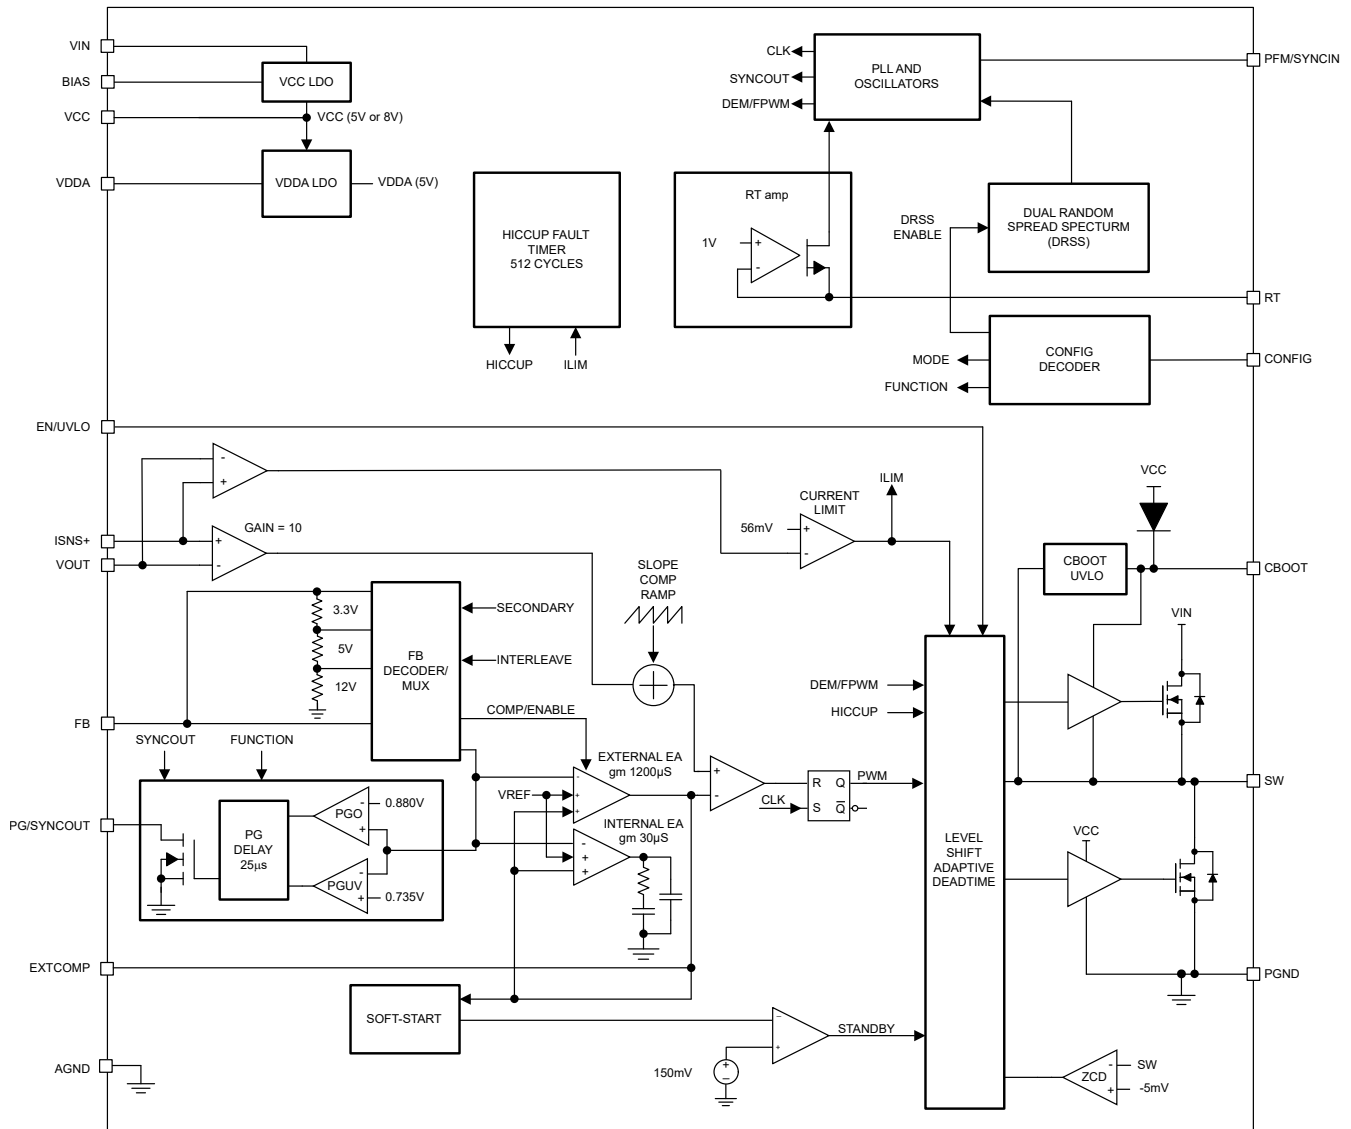 VIN
BIAS
VCC
VDDA
VCC LDO
VCC (5V or 8V)
VDDA LDO
VDDA (5V)
HICCUP FAULT
TIMER
512 CYCLES
HICCUP
ILIM
CLK
SYNCOUT
DEM/FPWM
PLL AND
OSCILLATORS
PFM/SYNCIN
RT amp
1V
+
-
DRSS
ENABLE
DUAL RANDOM
SPREAD SPECTURM
(DRSS)
RT
MODE
FUNCTION
CONFIG
DECODER
CONFIG
EN/UVLO
-
+
ISNS+
VOUT
+
-
GAIN = 10
56mV
+
-
CURRENT
LIMIT
ILIM
VCC
CBOOT
UVLO
CBOOT
SLOPE
COMP
RAMP
3.3V
5V
12V
FB
DECODER/
MUX
SECONDARY
INTERLEAVE
COMP/ENABLE
FB
VIN
DEM/FPWM
HICCUP
SYNCOUT
FUNCTION
EXTERNAL EA
gm 1200µS
-
+
+
VREF
INTERNAL EA
gm 30µS
-
+
+
+
-
R
Q
S
Q
CLK
PWM
SW
PG/SYNCOUT
PG
DELAY
25µs
PGO
-
+
0.880V
PGUV
-
+
0.735V
LEVEL
SHIFT
ADAPTIVE
DEADTIME
VCC
EXTCOMP
PGND
SOFT-START
–
+
STANDBY
150mV
+
–
AGND
ZCD
-
+
SW
-5mV